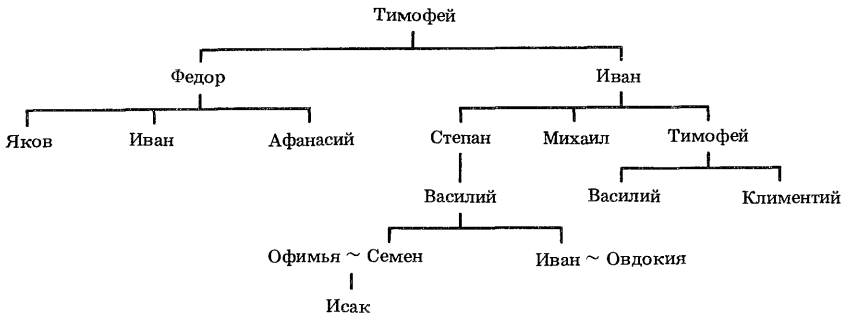 Тимофей
Федор Иван
Яков Иван Афанасий Степан Михаил Тимофей
Василий Василий Климентий
Офимья ~ Семен Иван ~ Овдокия
Исак